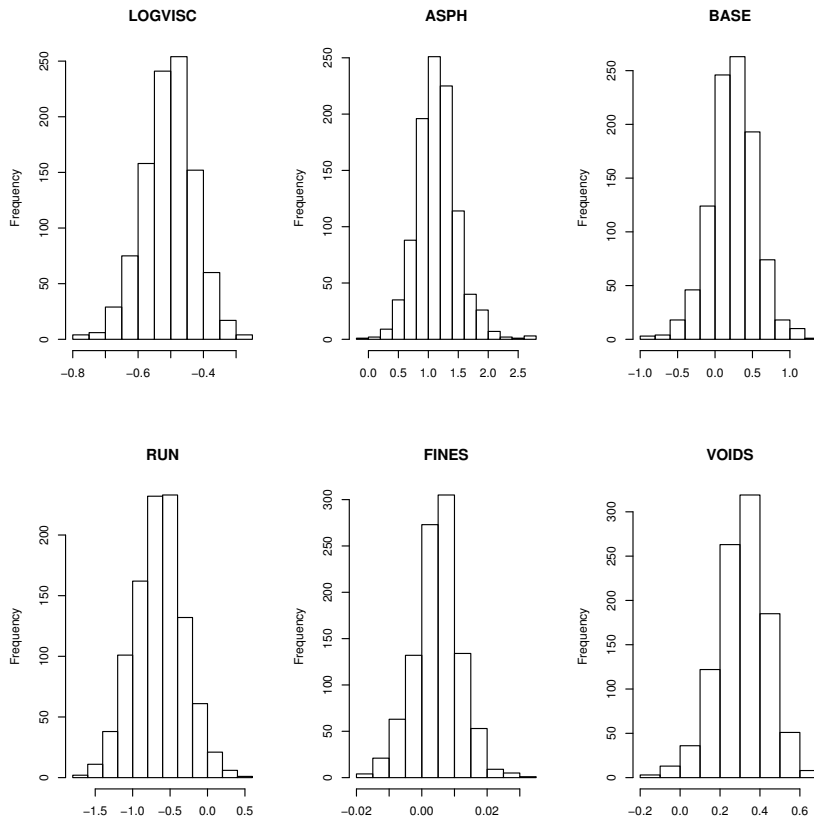 LOGVISC
ASPH
BASE
Frequency
0 50 100 150 200 250
−0.8 −0.6 −0.4
Frequency
0 50 100 150 200 250
0.0 0.5 1.0 1.5 2.0 2.5
Frequency
0 50 100 150 200 250
−1.0 −0.5 0.0 0.5 1.0
RUN
FINES
VOIDS
Frequency
0 50 100 150 200
−1.5 −1.0 −0.5 0.0 0.5
Frequency
0 50 100 150 200 250 300
−0.02 0.00 0.02
Frequency
0 50 100 150 200 250 300
−0.2 0.0 0.2 0.4 0.6